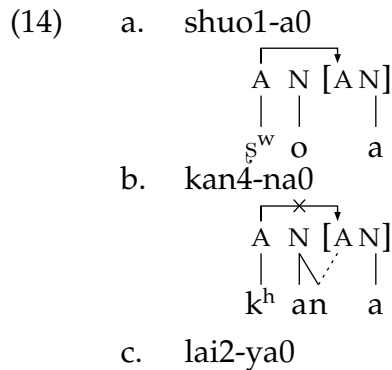 (14) a. shuo1-a0
A N [A N]
ʂʷ o a
b. kan4-na0
A N [A N]
kʰ an a
c. lai2-ya0